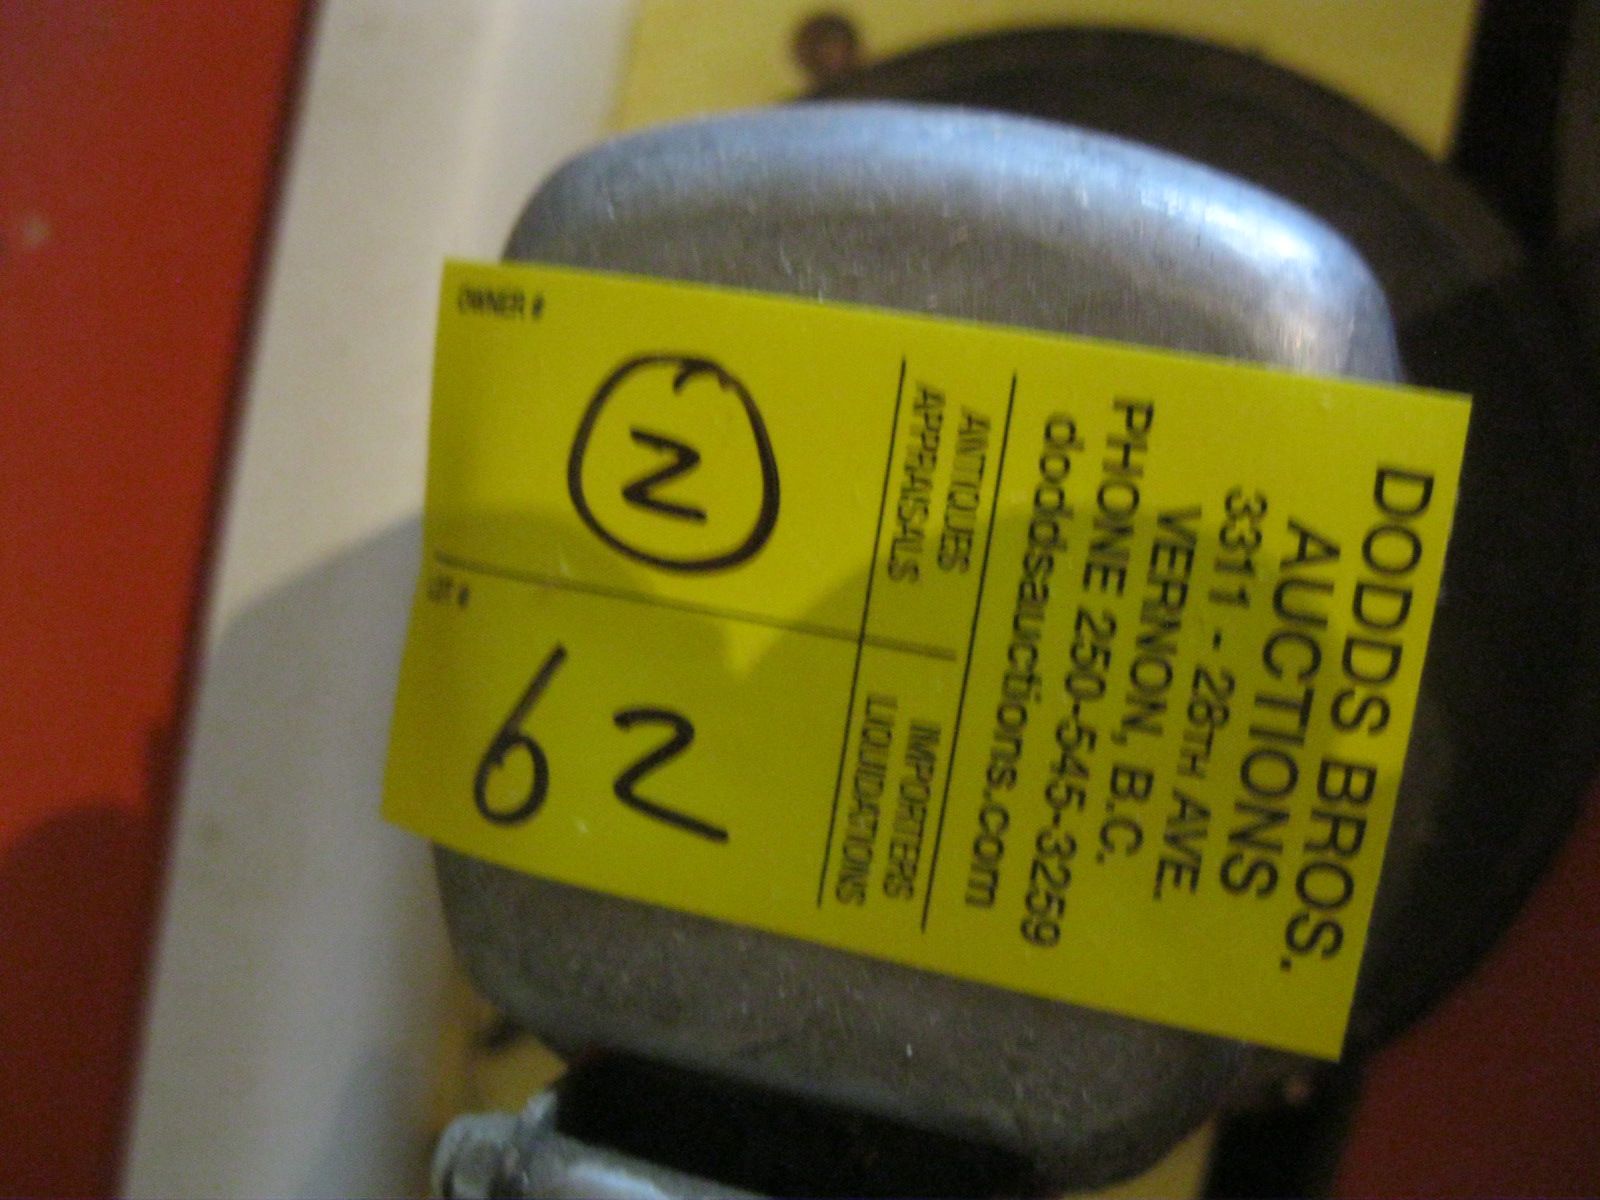 DODDS BROS.
AUCTIONS
3311 - 28TH AVE.
VERNON, B.C.
PHONE 250-545-3259
doddsauctions.com
ANTIQUES IMPORTERS
APPRAISALS LIQUIDATIONS
OWNER #
Z
LOT #
62